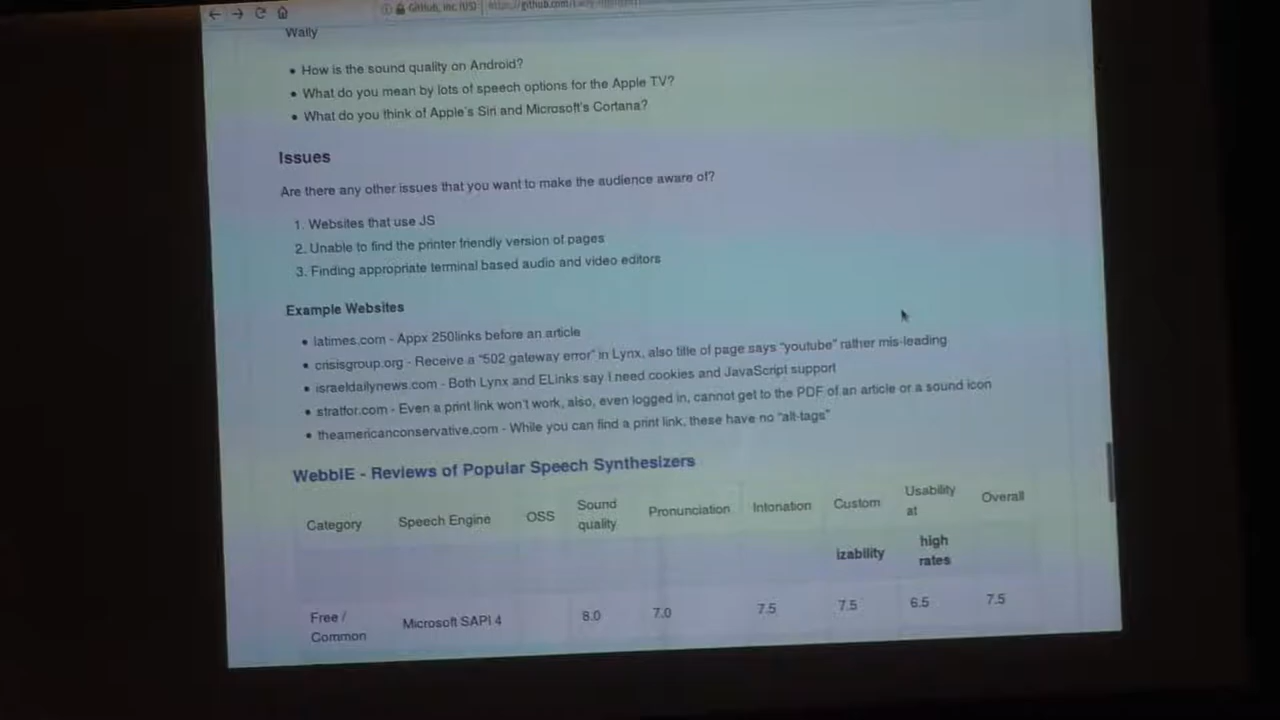 GitHub, Inc. (US)
Wally
• How is the sound quality on Android?
• What do you mean by lots of speech options for the Apple TV?
• What do you think of Apple's Siri and Microsoft's Cortana?
Issues
Are there any other issues that you want to make the audience aware of?
1. Websites that use JS
2. Unable to find the printer friendly version of pages
3. Finding appropriate terminal based audio and video editors
Example Websites
• latimes.com - Appx 250links before an article
• crisisgroup.org - Receive a "502 gateway error" in Lynx, also title of page says "youtube" rather mis-leading
• israeldailynews.com - Both Lynx and ELinks say I need cookies and JavaScript support
• stratfor.com - Even a print link won't work, also, even logged in, cannot get to the PDF of an article or a sound icon
• theamericanconservative.com - While you can find a print link, these have no "alt-tags"
WebbIE - Reviews of Popular Speech Synthesizers
Category Speech Engine OSS Sound quality Pronunciation Intonation Custom Usability at Overall
izability high rates
Free / Common Microsoft SAPI 4 8.0 7.0 7.5 7.5 6.5 7.5